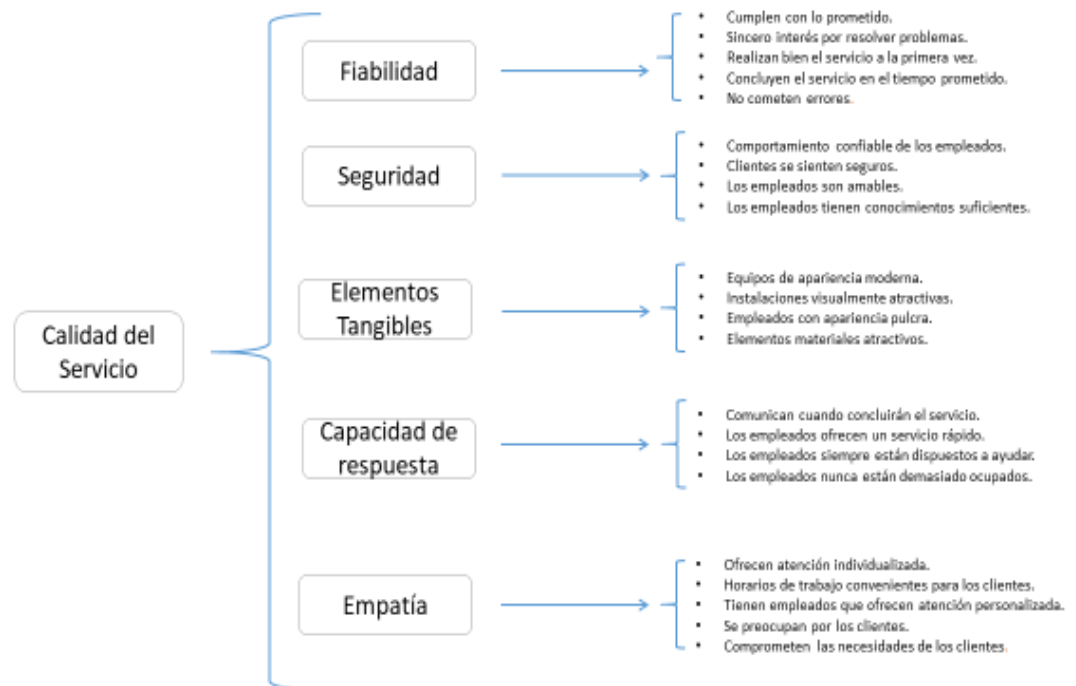 Calidad del
Servicio
Fiabilidad
• Cumplen con lo prometido.
• Sincero interés por resolver problemas.
• Realizan bien el servicio a la primera vez.
• Concluyen el servicio en el tiempo prometido.
• No cometen errores.
Seguridad
• Comportamiento confiable de los empleados.
• Clientes se sienten seguros.
• Los empleados son amables.
• Los empleados tienen conocimientos suficientes.
Elementos
Tangibles
• Equipos de apariencia moderna.
• Instalaciones visualmente atractivas.
• Empleados con apariencia pulcra.
• Elementos materiales atractivos.
Capacidad de
respuesta
• Comunican cuando concluirán el servicio.
• Los empleados ofrecen un servicio rápido.
• Los empleados siempre están dispuestos a ayudar.
• Los empleados nunca están demasiado ocupados.
Empatía
• Ofrecen atención individualizada.
• Horarios de trabajo convenientes para los clientes.
• Tienen empleados que ofrecen atención personalizada.
• Se preocupan por los clientes.
• Comprometen las necesidades de los clientes.